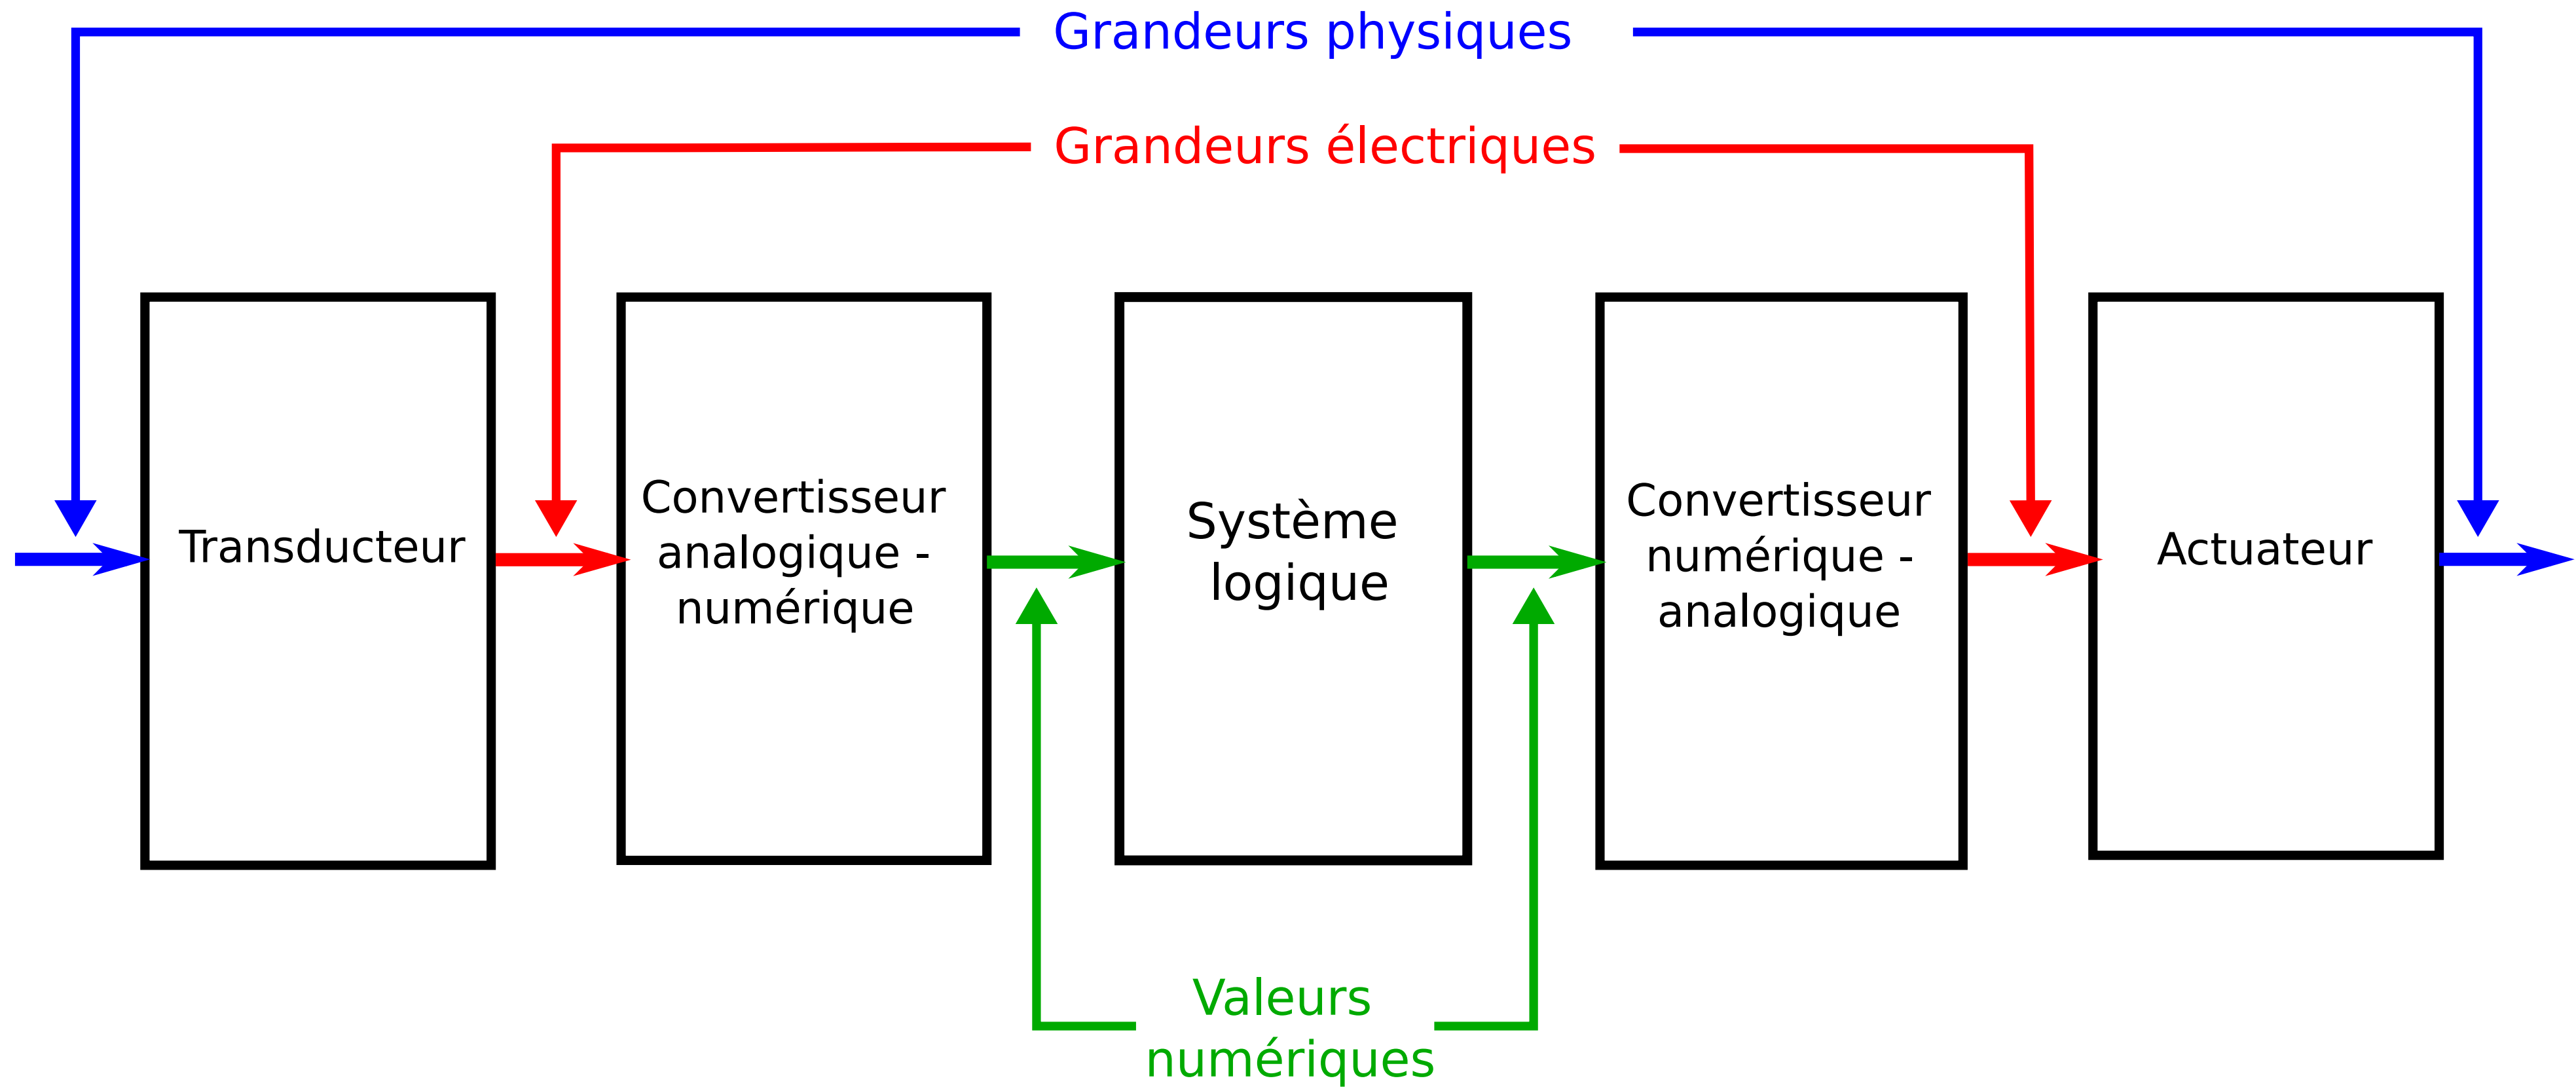 Grandeurs physiques
Grandeurs électriques
Transducteur
Convertisseur
analogique -
numérique
Système
logique
Convertisseur
numérique -
analogique
Actuateur
Valeurs
numériques